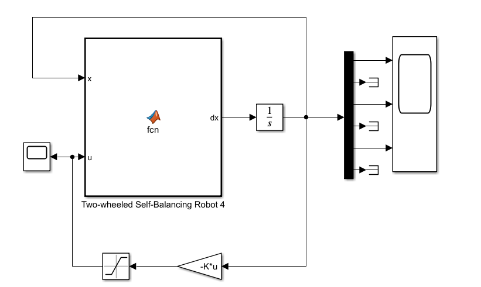 x
fcn
dx
1
s
u
Two-wheeled Self-Balancing Robot 4
-K*u